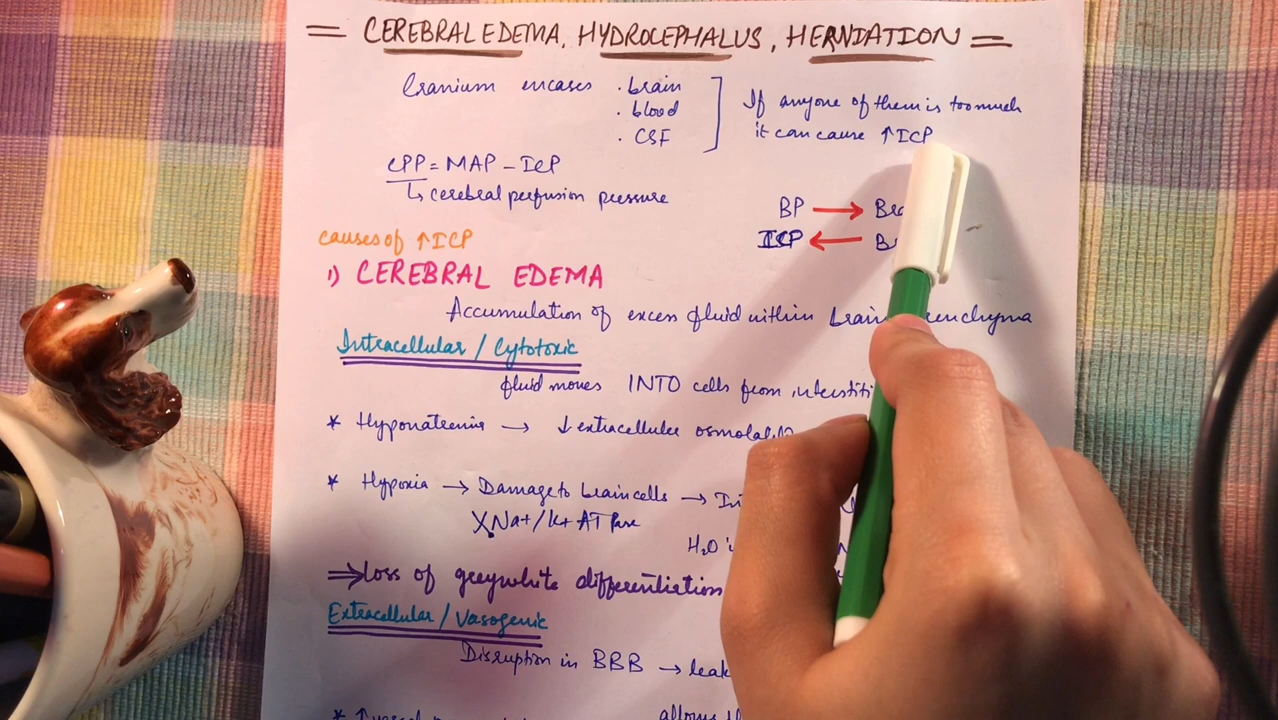 = CEREBRAL EDEMA, HYDROCEPHALUS, HERNIATION =
Cranium encases . brain
. blood
. CSF
If anyone of them is too much
it can cause ↑ICP
CPP = MAP - ICP
↳ cerebral perfusion pressure
BP →
ICP ←
causes of ↑ICP
1) CEREBRAL EDEMA
Accumulation of excess fluid within brain
Intracellular / Cytotoxic
fluid moves INTO cells from
* Hyponatremia → ↓ extracellular
* Hypoxia → Damage to brain cells →
X Na+/K+ ATPase
H₂O
⇒ Loss of grey white differentiation
Extracellular / Vasogenic
Disruption in BBB → leak